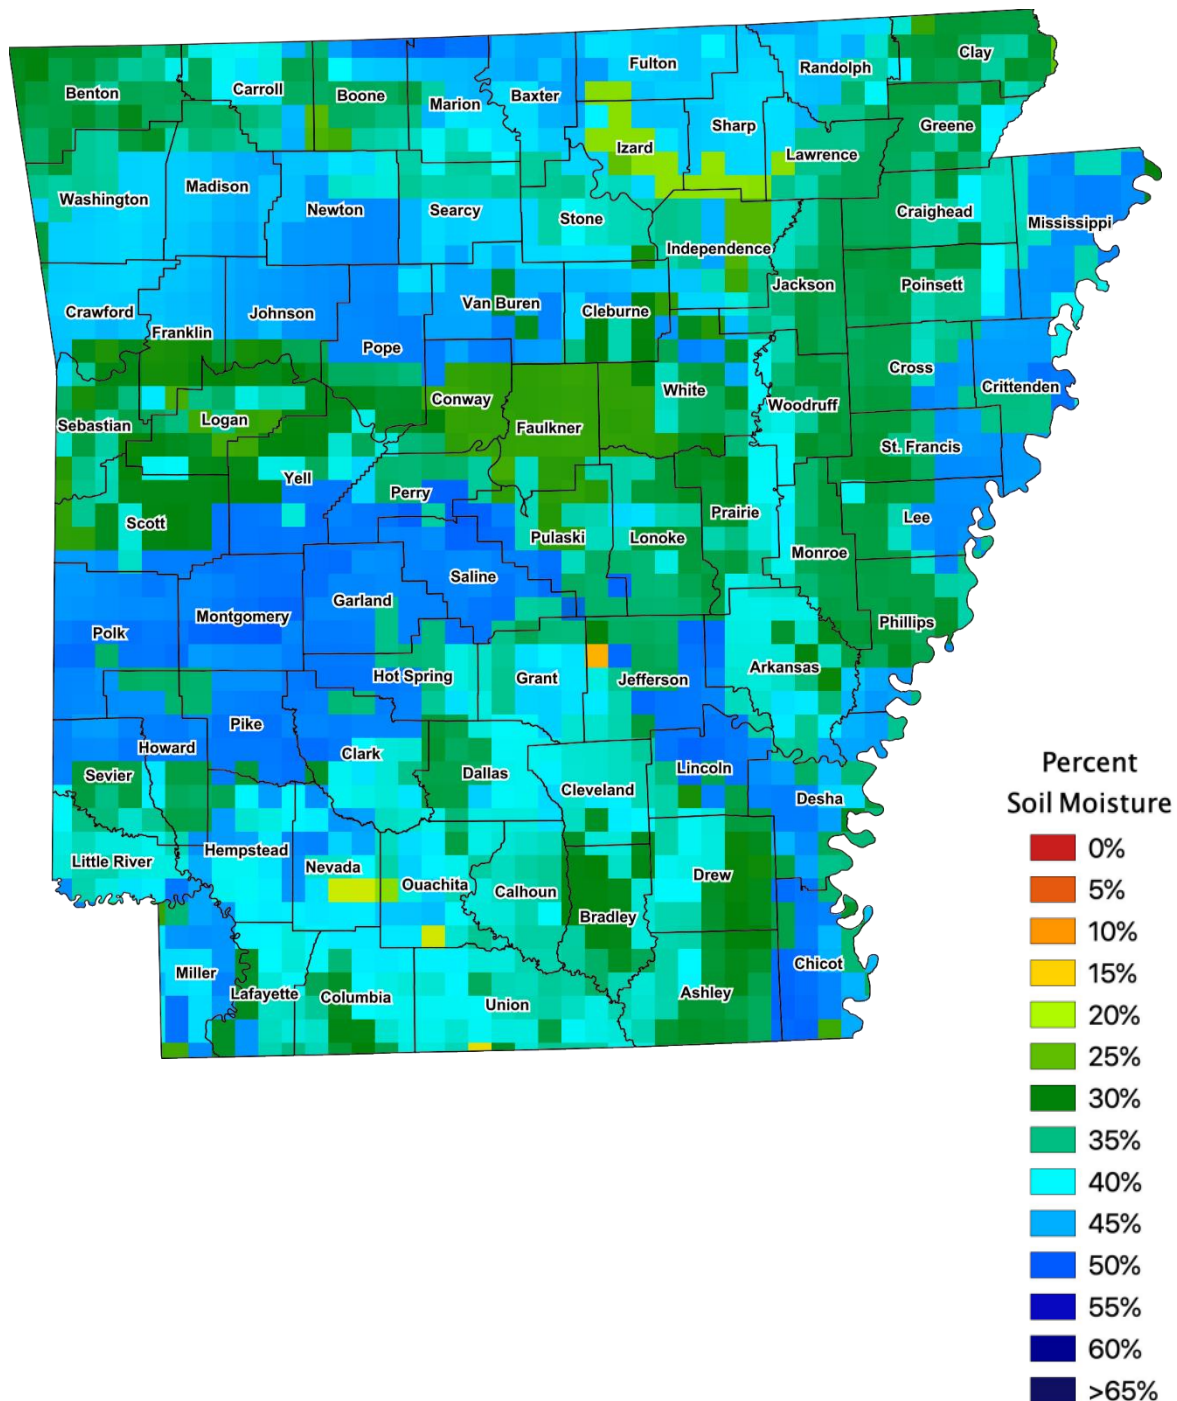 Clay
Fulton
Randolph
Benton
Carroll
Boone
Marion
Baxter
Sharp
Greene
Izard
Lawrence
Washington
Madison
Newton
Searcy
Stone
Craighead
Mississippi
Independence
Crawford
Franklin
Johnson
Van Buren
Cleburne
Jackson
Poinsett
Pope
Cross
Crittenden
Conway
White
Woodruff
Sebastian
Logan
Faulkner
St. Francis
Yell
Perry
Scott
Pulaski
Lonoke
Prairie
Lee
Monroe
Saline
Garland
Montgomery
Polk
Phillips
Hot Spring
Grant
Jefferson
Arkansas
Pike
Howard
Clark
Sevier
Dallas
Lincoln
Cleveland
Desha
Little River
Hempstead
Nevada
Ouachita
Calhoun
Drew
Bradley
Miller
Lafayette
Columbia
Union
Ashley
Chicot
Percent
Soil Moisture
0%
5%
10%
15%
20%
25%
30%
35%
40%
45%
50%
55%
60%
>65%